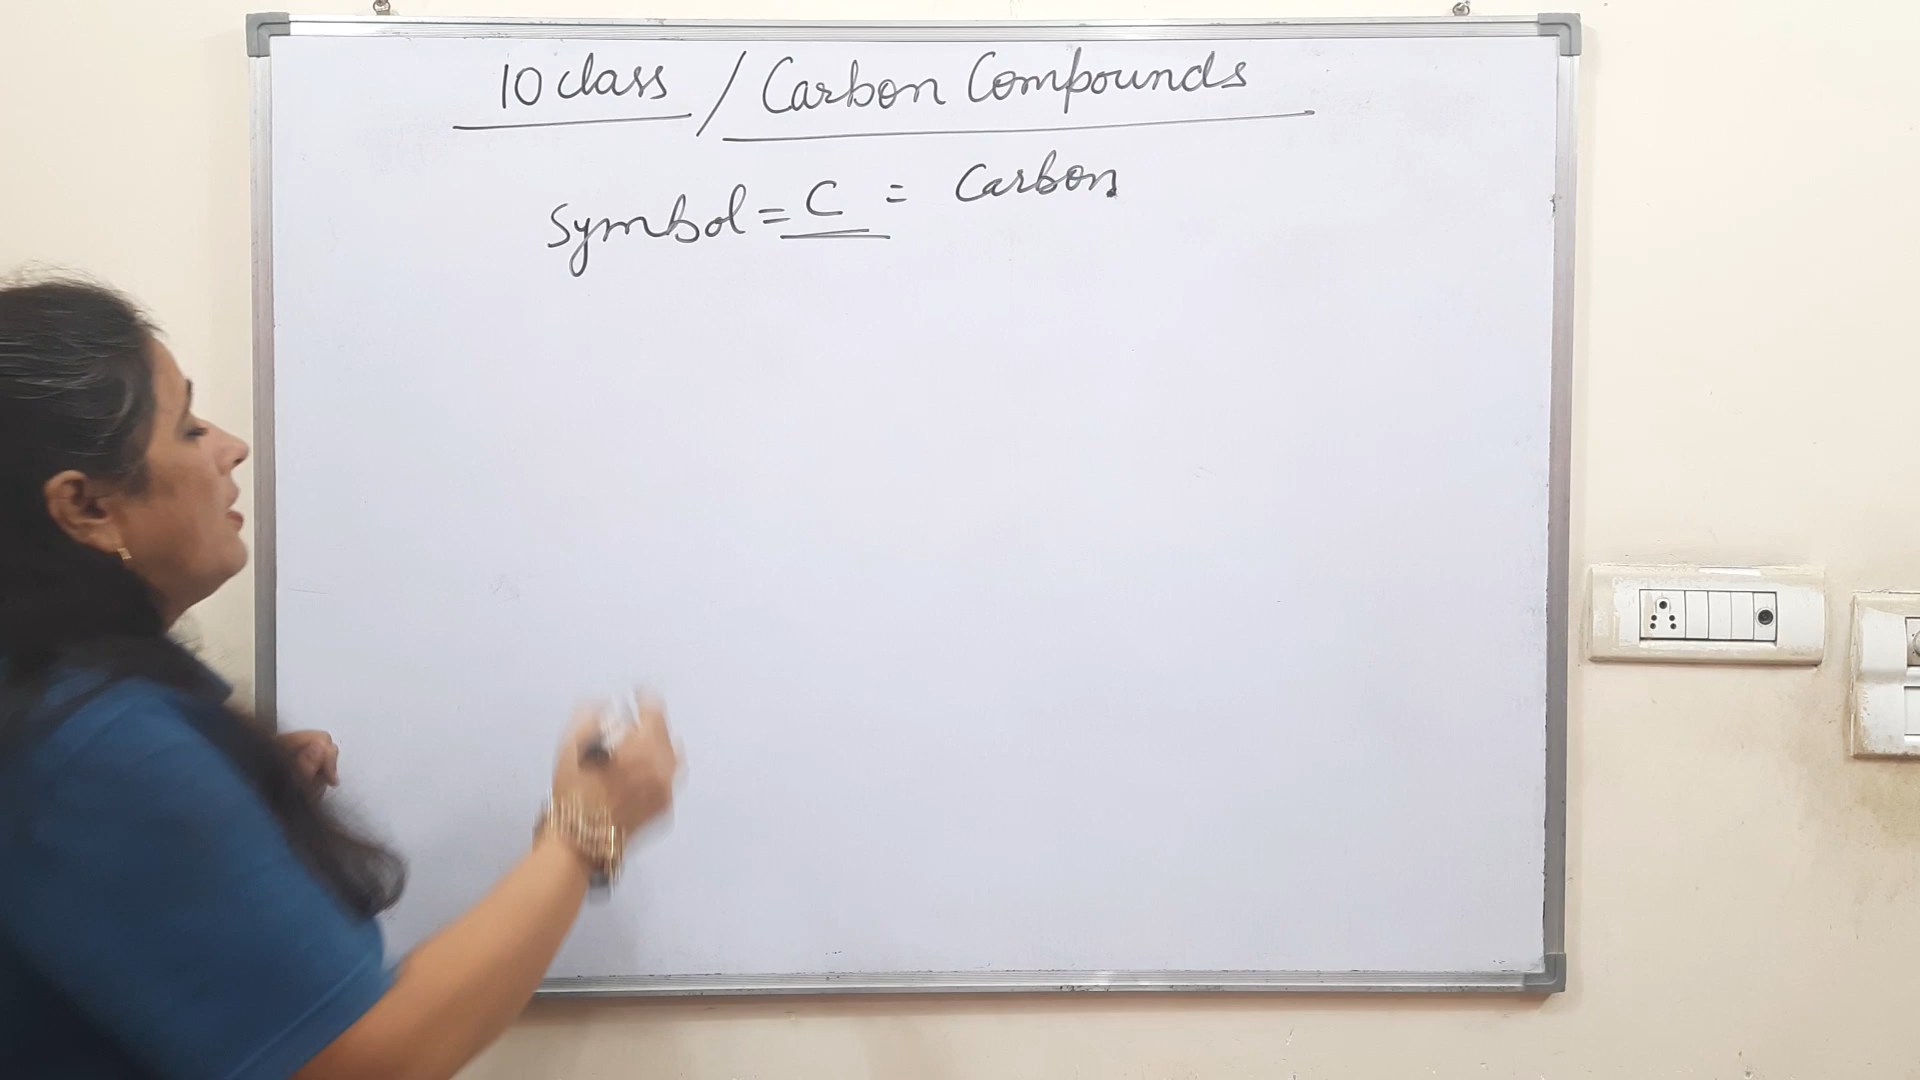 10 class / Carbon Compounds
Symbol = C = Carbon